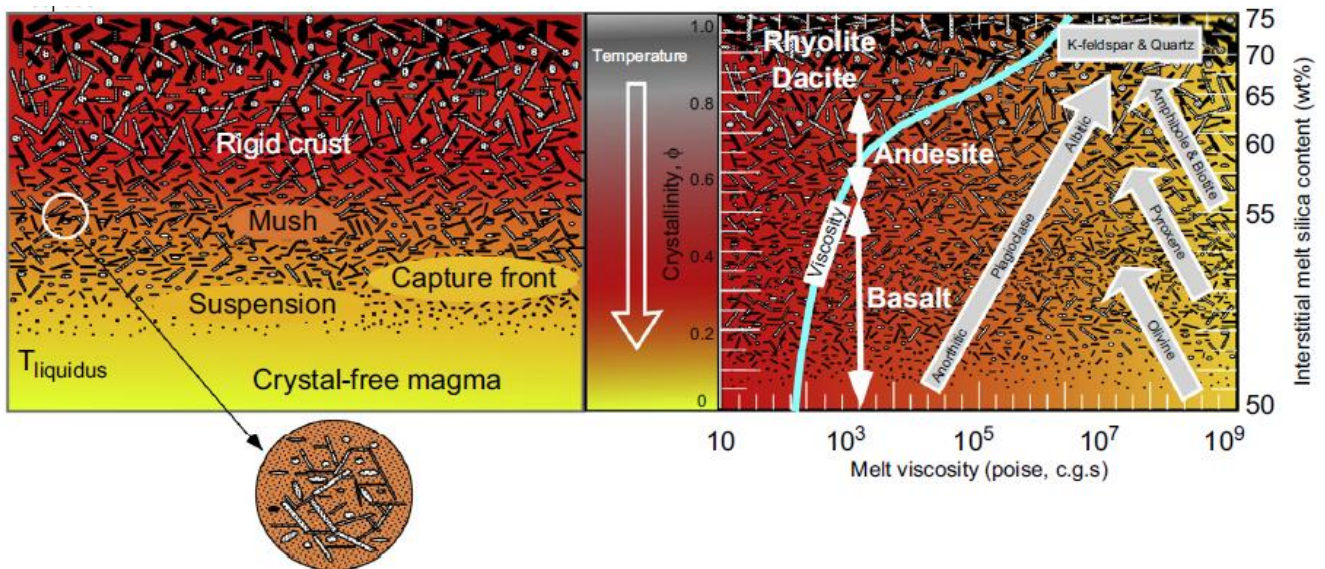 Rigid crust
Mush
Capture front
Suspension
Tliquidus
Crystal-free magma
Temperature
1.0
0.8
0.6
0.4
0.2
0
Crystallinity, ϕ
Rhyolite
Dacite
Andesite
Basalt
Viscosity
K-feldspar & Quartz
Albtic
Plagioclase
Anorthitic
Amphibole & Biotite
Pyroxene
Olivine
75
70
65
60
55
50
Interstitial melt silica content (wt%)
10
10³
10⁵
10⁷
10⁹
Melt viscosity (poise, c.g.s)